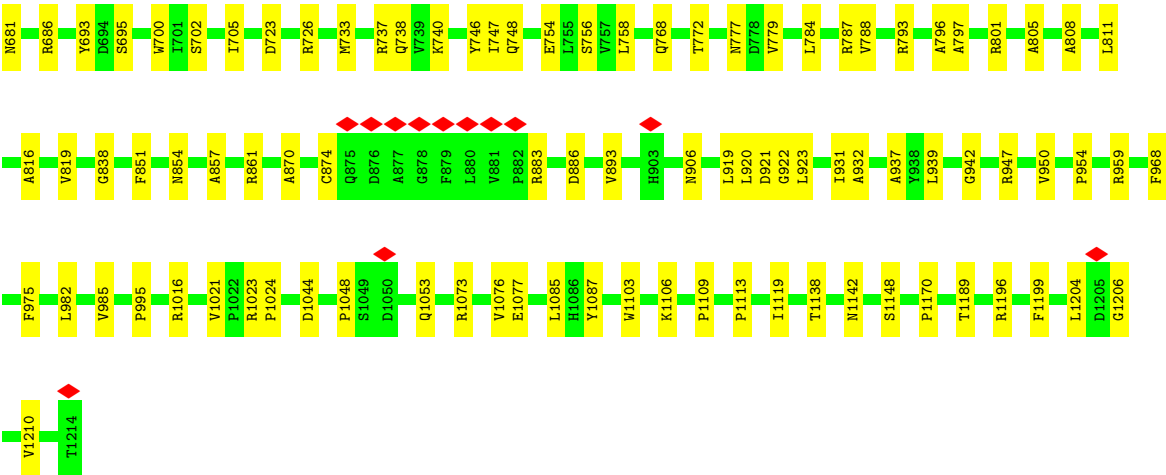 N681 R686 Y693 D694 S695 W700 I701 S702 I705 D723 R726 M733 R737 Q738 V739 K740 Y746 I747 Q748 E754 L755 S756 V757 L758 Q768 T772 N777 D778 V779 L784 R787 V788 R793 A796 A797 R801 A805 A808 L811
A816 V819 G838 F851 N854 A857 R861 A870 C874 Q875 D876 A877 G878 F879 L880 V881 P882 R883 D886 V893 H903 N906 L919 L920 D921 G922 L923 I931 A932 A937 Y938 L939 G942 R947 V950 P954 R959 F968
F975 L982 V985 P995 R1016 V1021 P1022 R1023 P1024 D1044 P1048 S1049 D1050 Q1053 R1073 V1076 E1077 L1085 H1086 Y1087 W1103 K1106 P1109 P1113 I1119 T1138 N1142 S1148 P1170 T1189 R1196 F1199 L1204 D1205 G1206
V1210 T1214